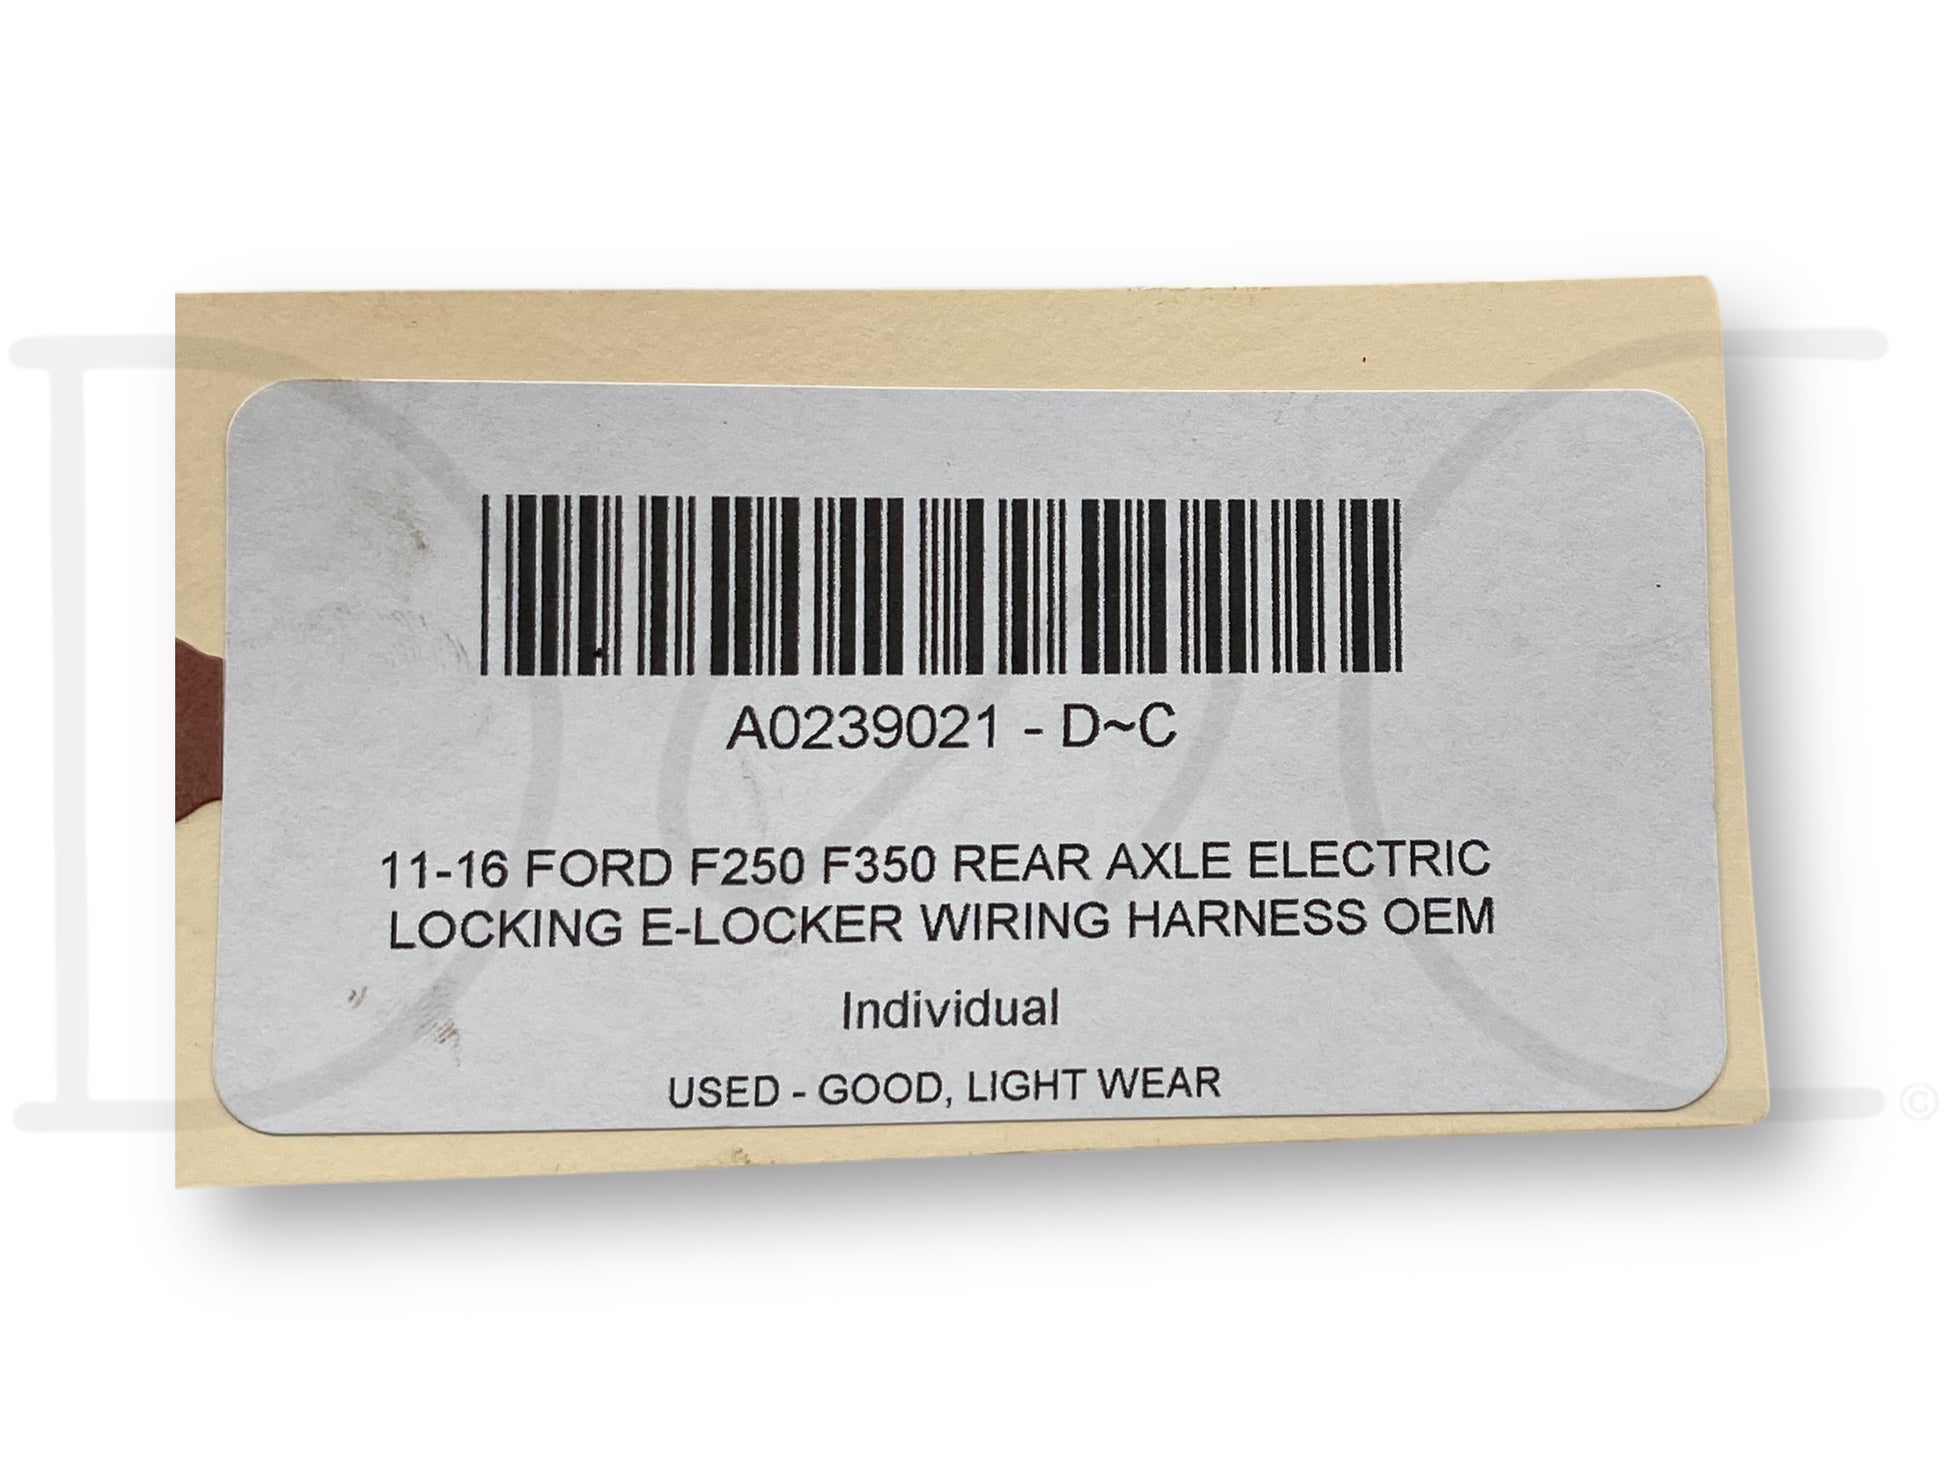 A0239021 - D~C
11-16 FORD F250 F350 REAR AXLE ELECTRIC
LOCKING E-LOCKER WIRING HARNESS OEM
Individual
USED - GOOD, LIGHT WEAR
©